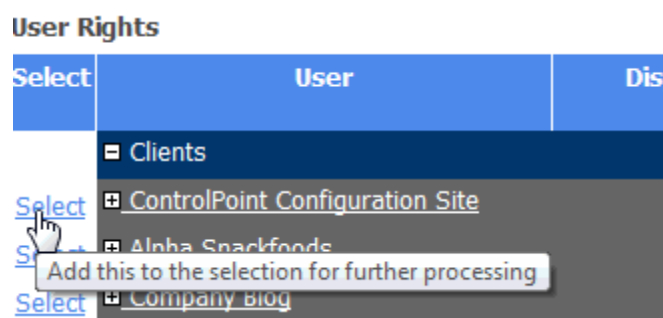 User Rights
Select User Dis
Clients
Select ControlPoint Configuration Site
Alpha Snackfoods
Add this to the selection for further processing
Select Company Blog